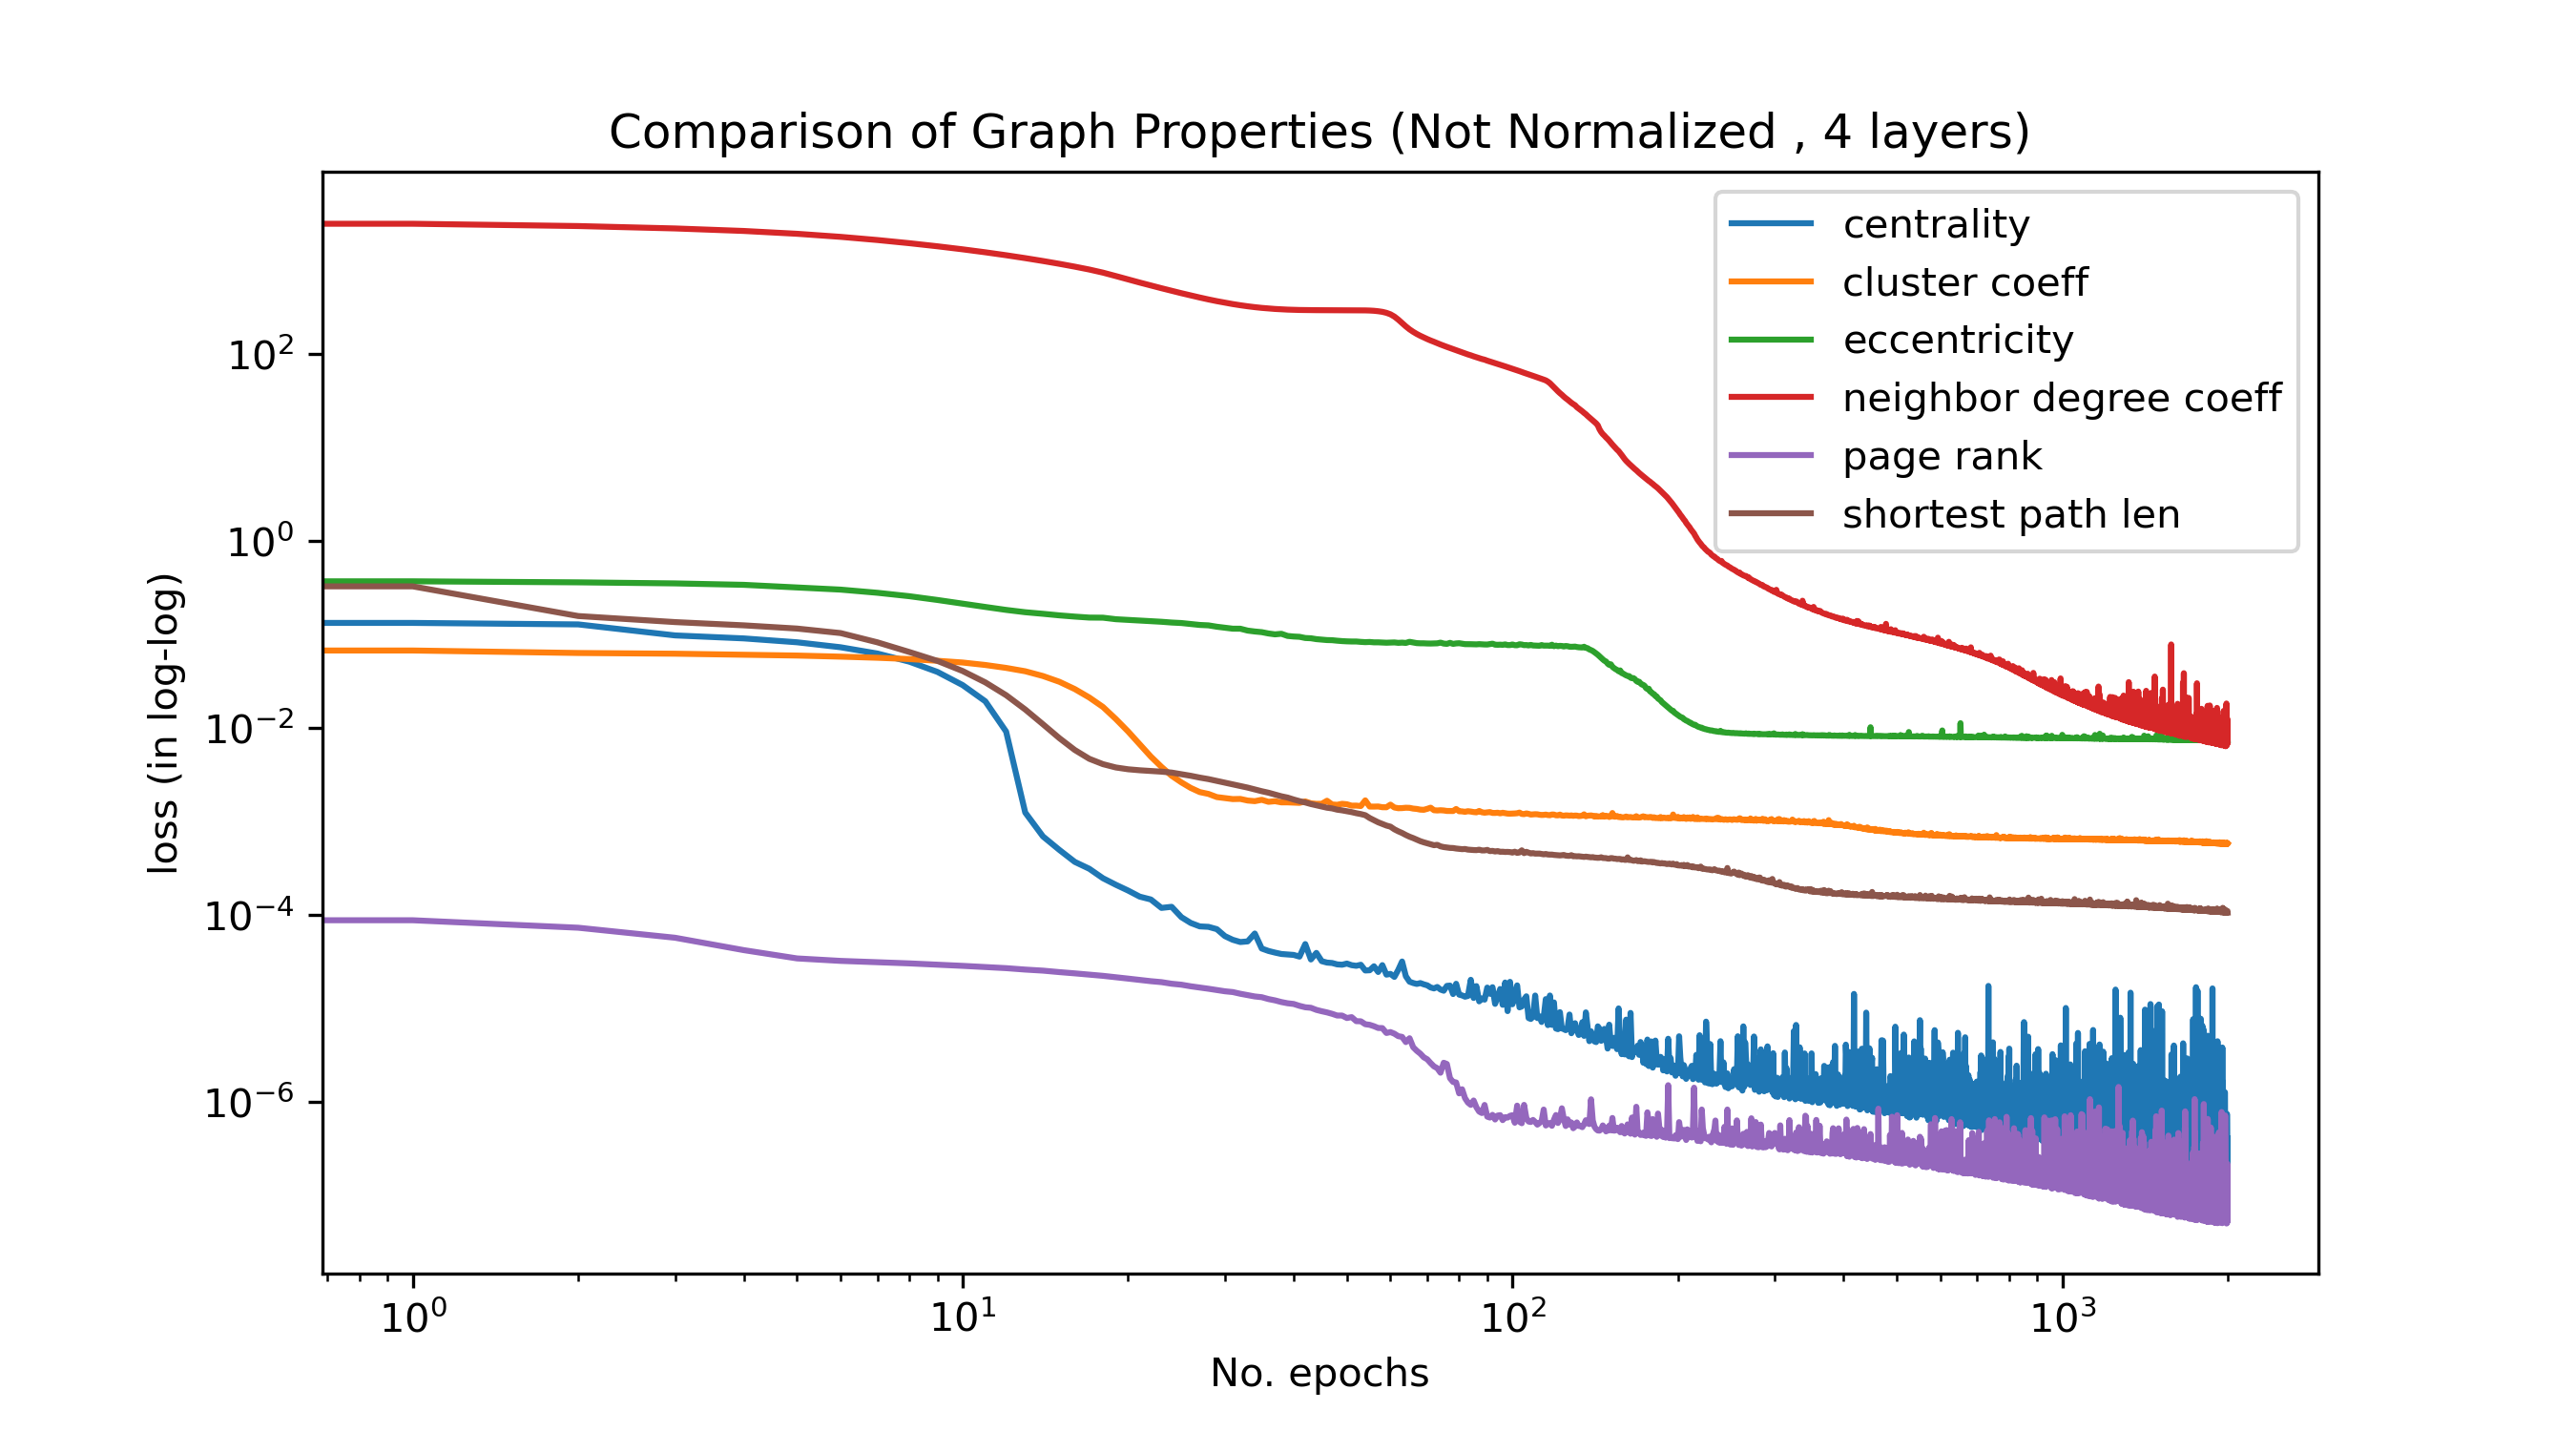 Comparison of Graph Properties (Not Normalized , 4 layers)
centrality
cluster coeff
eccentricity
neighbor degree coeff
page rank
shortest path len
loss (in log-log)
10²
10⁰
10⁻²
10⁻⁴
10⁻⁶
10⁰ 10¹ 10² 10³
No. epochs